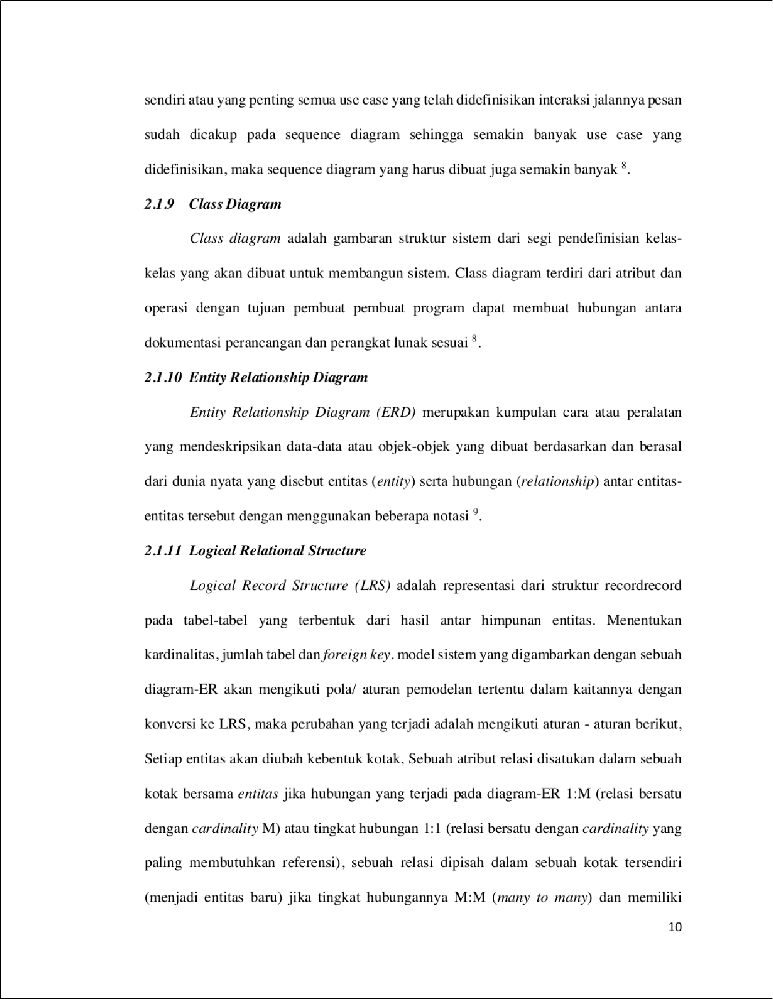 sendiri atau yang penting semua use case yang telah didefinisikan interaksi jalannya pesan
sudah dicakup pada sequence diagram sehingga semakin banyak use case yang
didefinisikan, maka sequence diagram yang harus dibuat juga semakin banyak ⁸.
2.1.9 Class Diagram
Class diagram adalah gambaran struktur sistem dari segi pendefinisian kelas-
kelas yang akan dibuat untuk membangun sistem. Class diagram terdiri dari atribut dan
operasi dengan tujuan pembuat pembuat program dapat membuat hubungan antara
dokumentasi perancangan dan perangkat lunak sesuai ⁸.
2.1.10 Entity Relationship Diagram
Entity Relationship Diagram (ERD) merupakan kumpulan cara atau peralatan
yang mendeskripsikan data-data atau objek-objek yang dibuat berdasarkan dan berasal
dari dunia nyata yang disebut entitas (entity) serta hubungan (relationship) antar entitas-
entitas tersebut dengan menggunakan beberapa notasi ⁹.
2.1.11 Logical Relational Structure
Logical Record Structure (LRS) adalah representasi dari struktur recordrecord
pada tabel-tabel yang terbentuk dari hasil antar himpunan entitas. Menentukan
kardinalitas, jumlah tabel dan foreign key. model sistem yang digambarkan dengan sebuah
diagram-ER akan mengikuti pola/ aturan pemodelan tertentu dalam kaitannya dengan
konversi ke LRS, maka perubahan yang terjadi adalah mengikuti aturan - aturan berikut,
Setiap entitas akan diubah kebentuk kotak, Sebuah atribut relasi disatukan dalam sebuah
kotak bersama entitas jika hubungan yang terjadi pada diagram-ER 1:M (relasi bersatu
dengan cardinality M) atau tingkat hubungan 1:1 (relasi bersatu dengan cardinality yang
paling membutuhkan referensi), sebuah relasi dipisah dalam sebuah kotak tersendiri
(menjadi entitas baru) jika tingkat hubungannya M:M (many to many) dan memiliki
10